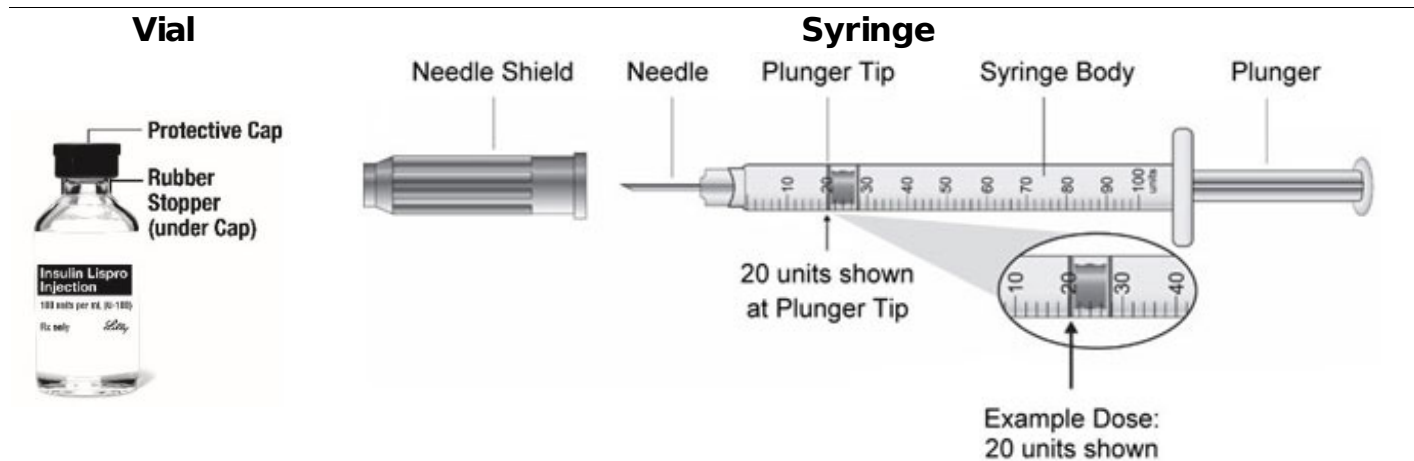 Vial
Syringe
Needle Shield
Needle
Plunger Tip
Syringe Body
Plunger
Protective Cap
Rubber
Stopper
(under Cap)
Insulin Lispro
Injection
100 units per mL (U-100)
Rx only
Lilly
10
20
30
40
50
60
70
80
90
100
units
20 units shown
at Plunger Tip
10
20
30
40
Example Dose:
20 units shown